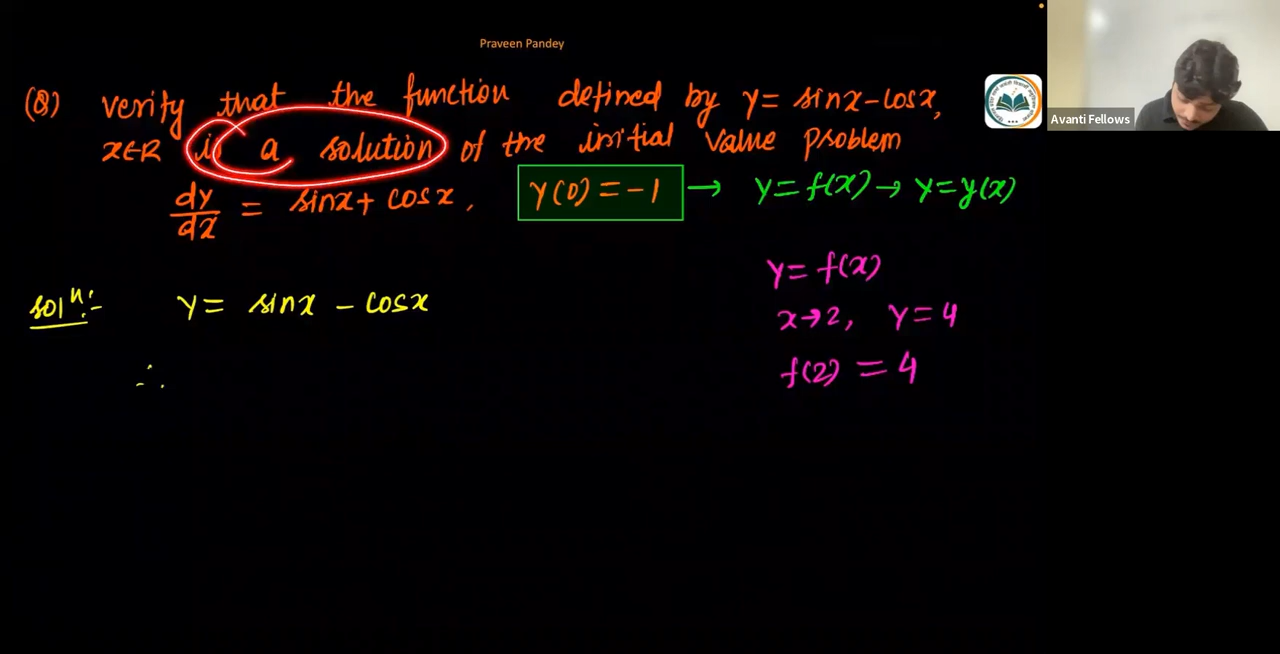 Praveen Pandey
(Q) verify that the function defined by y = sinx - cosx,
x∈R is a solution of the initial value problem
dy/dx = sinx + cosx, y(0) = -1 → y = f(x) → y = y(x)
y = f(x)
soln:- y = sinx - cosx
x→2, y = 4
f(2) = 4
∴
Avanti Fellows